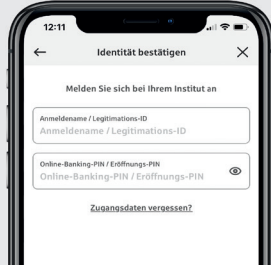 12:11
Identität bestätigen
Melden Sie sich bei Ihrem Institut an
Anmeldename / Legitimations-ID
Anmeldename / Legitimations-ID
Online-Banking-PIN / Eröffnungs-PIN
Online-Banking-PIN / Eröffnungs-PIN
Zugangsdaten vergessen?